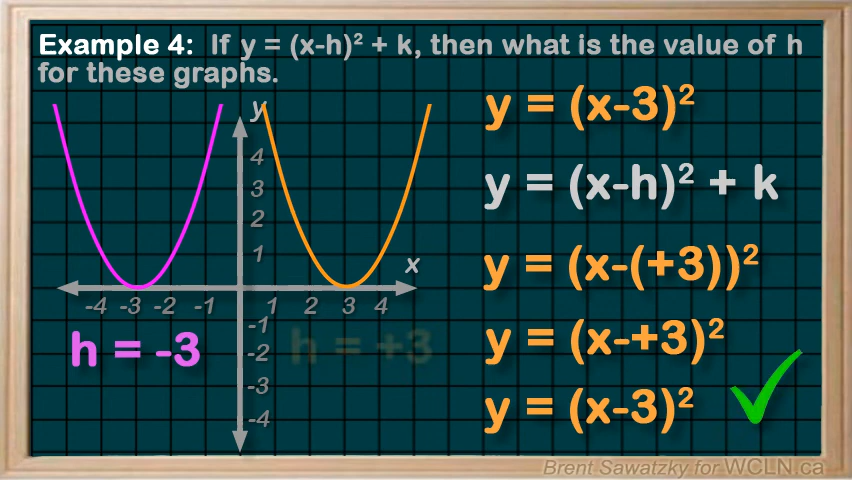 Example 4: If y = (x-h)² + k, then what is the value of h
for these graphs.
y = (x-3)²
y
4
3
2
1
y = (x-h)² + k
x
y = (x-(+3))²
-4 -3 -2 -1 1 2 3 4
-1
-2
-3
-4
h = -3
h = +3
y = (x-+3)²
y = (x-3)²
Brent Sawatzky for WCLN.ca